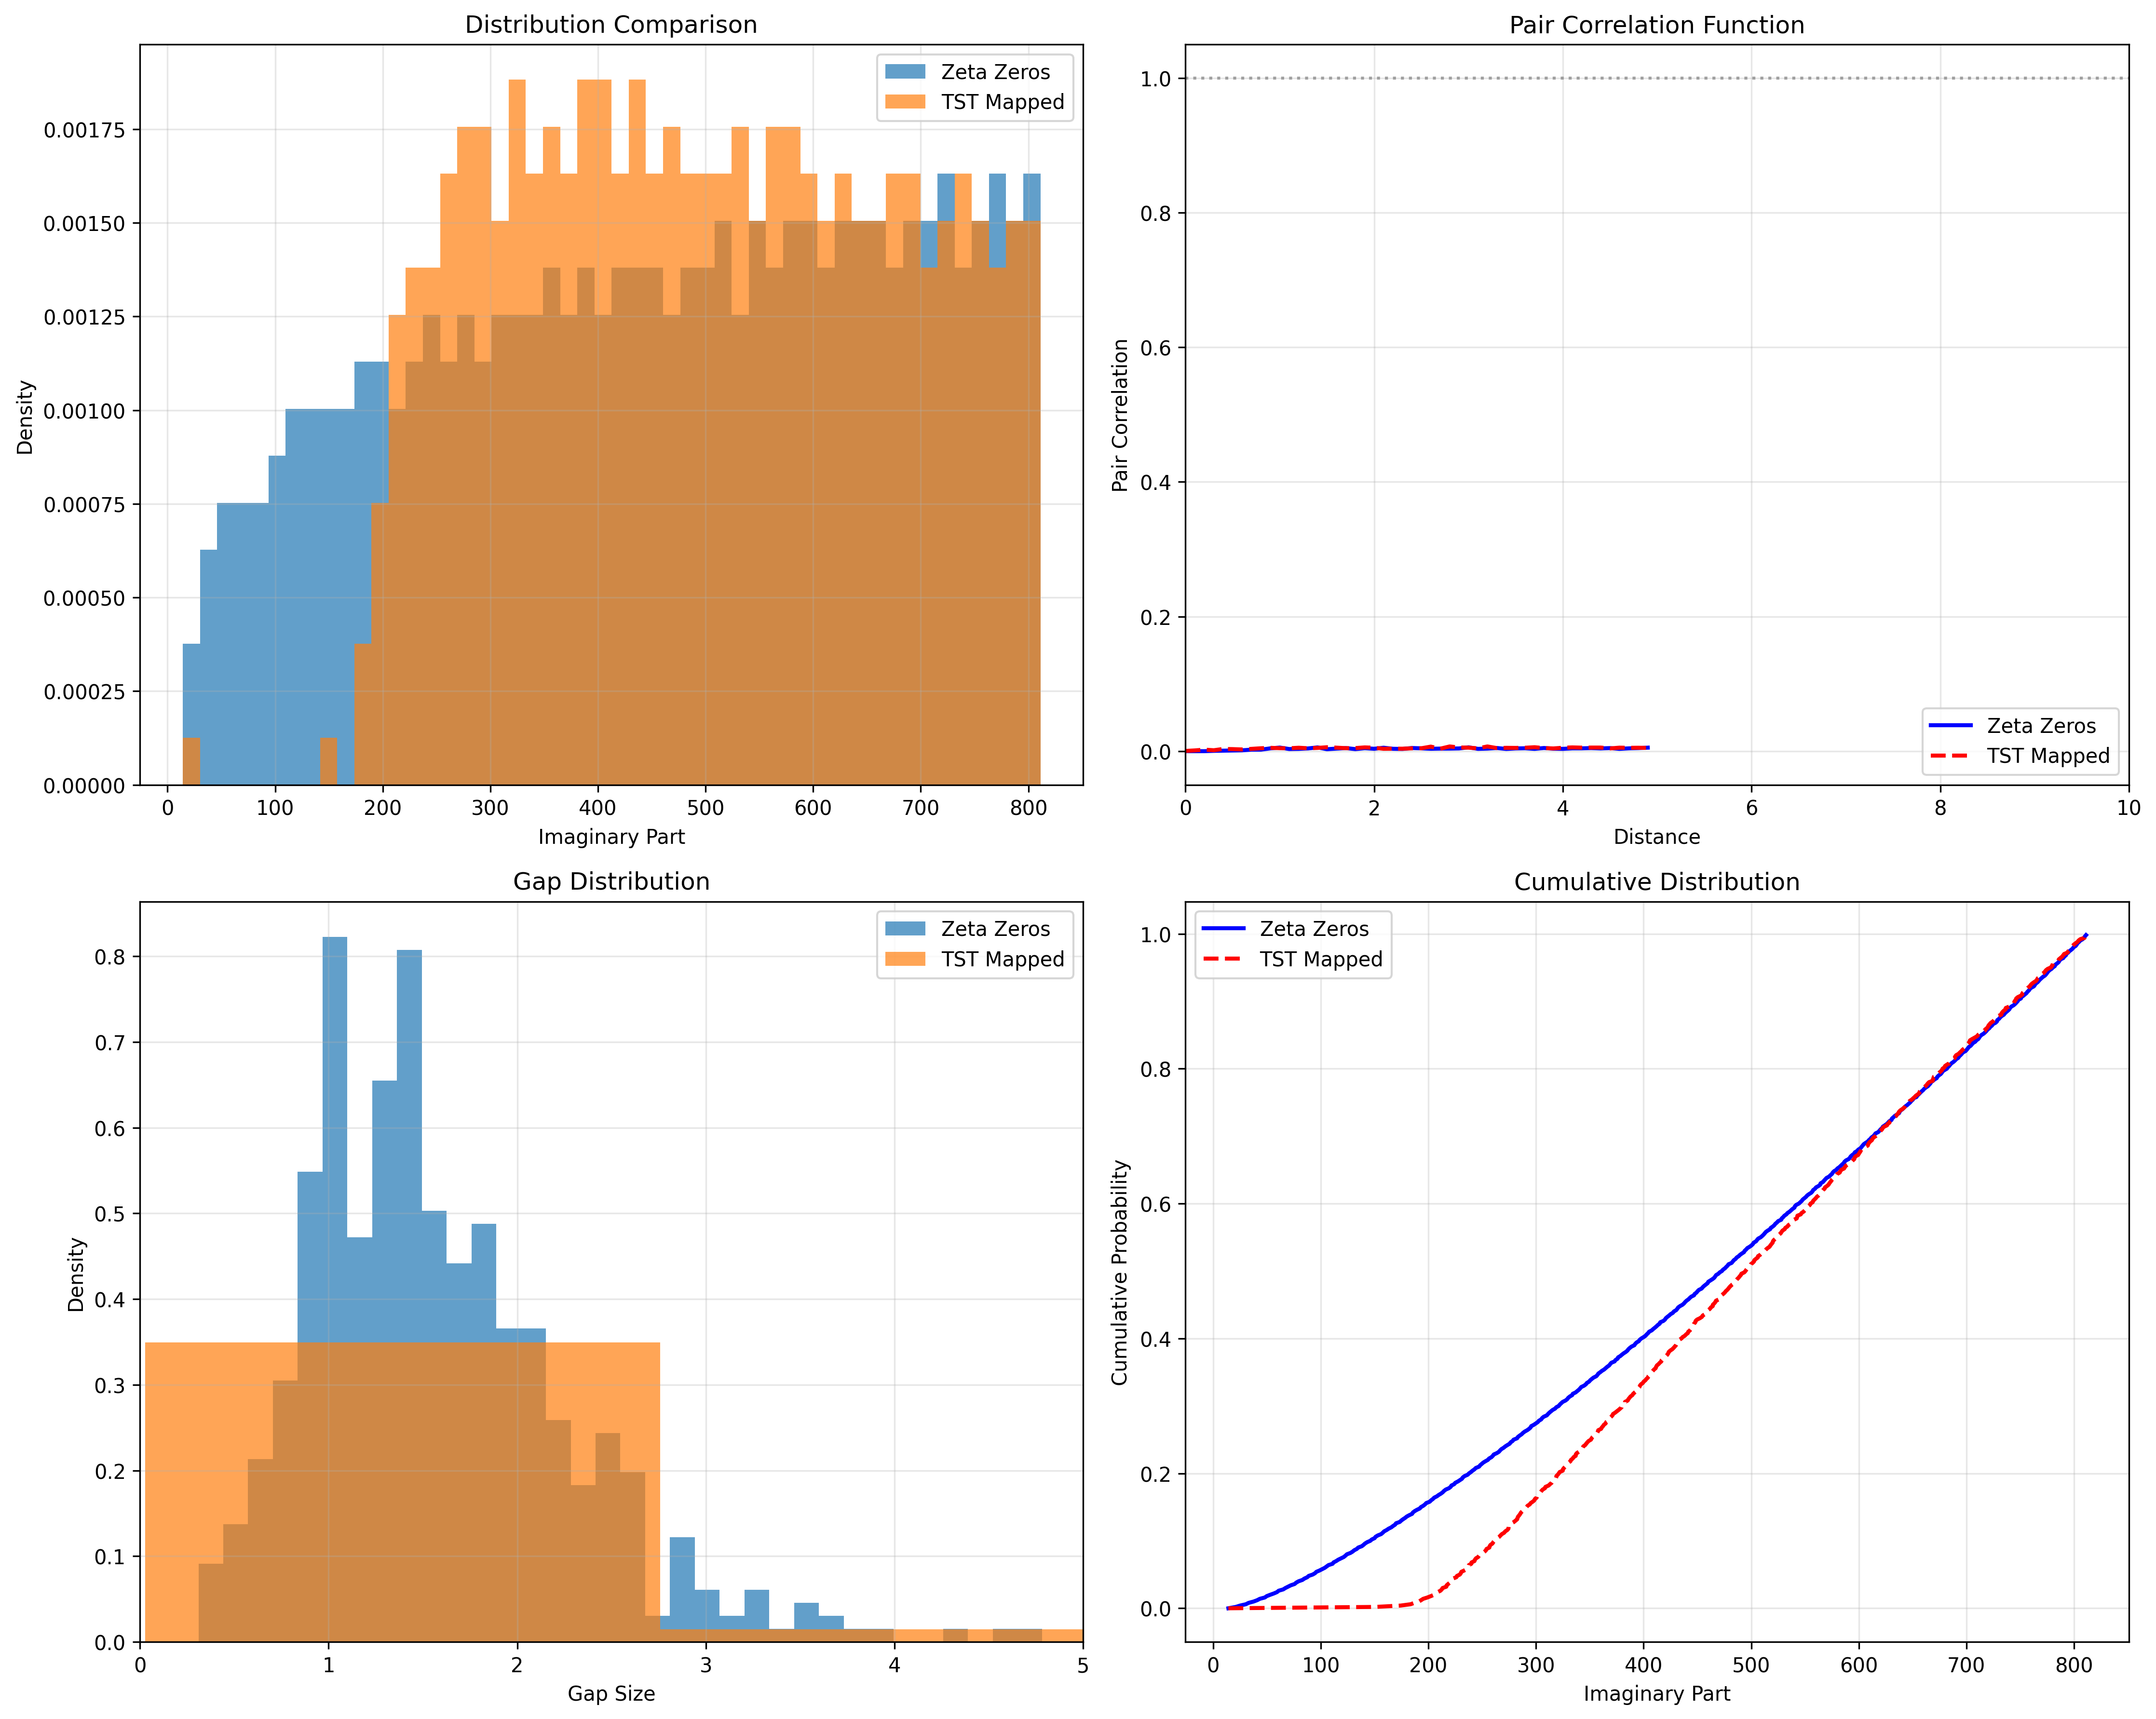 Distribution Comparison
Zeta Zeros
TST Mapped
0.00175
0.00150
0.00125
0.00100
0.00075
0.00050
0.00025
0.00000
Density
0 100 200 300 400 500 600 700 800
Imaginary Part
Pair Correlation Function
1.0
0.8
0.6
0.4
0.2
0.0
Pair Correlation
Zeta Zeros
TST Mapped
0 2 4 6 8 10
Distance
Gap Distribution
Zeta Zeros
TST Mapped
0.8
0.7
0.6
0.5
0.4
0.3
0.2
0.1
0.0
Density
0 1 2 3 4 5
Gap Size
Cumulative Distribution
Zeta Zeros
TST Mapped
1.0
0.8
0.6
0.4
0.2
0.0
Cumulative Probability
0 100 200 300 400 500 600 700 800
Imaginary Part